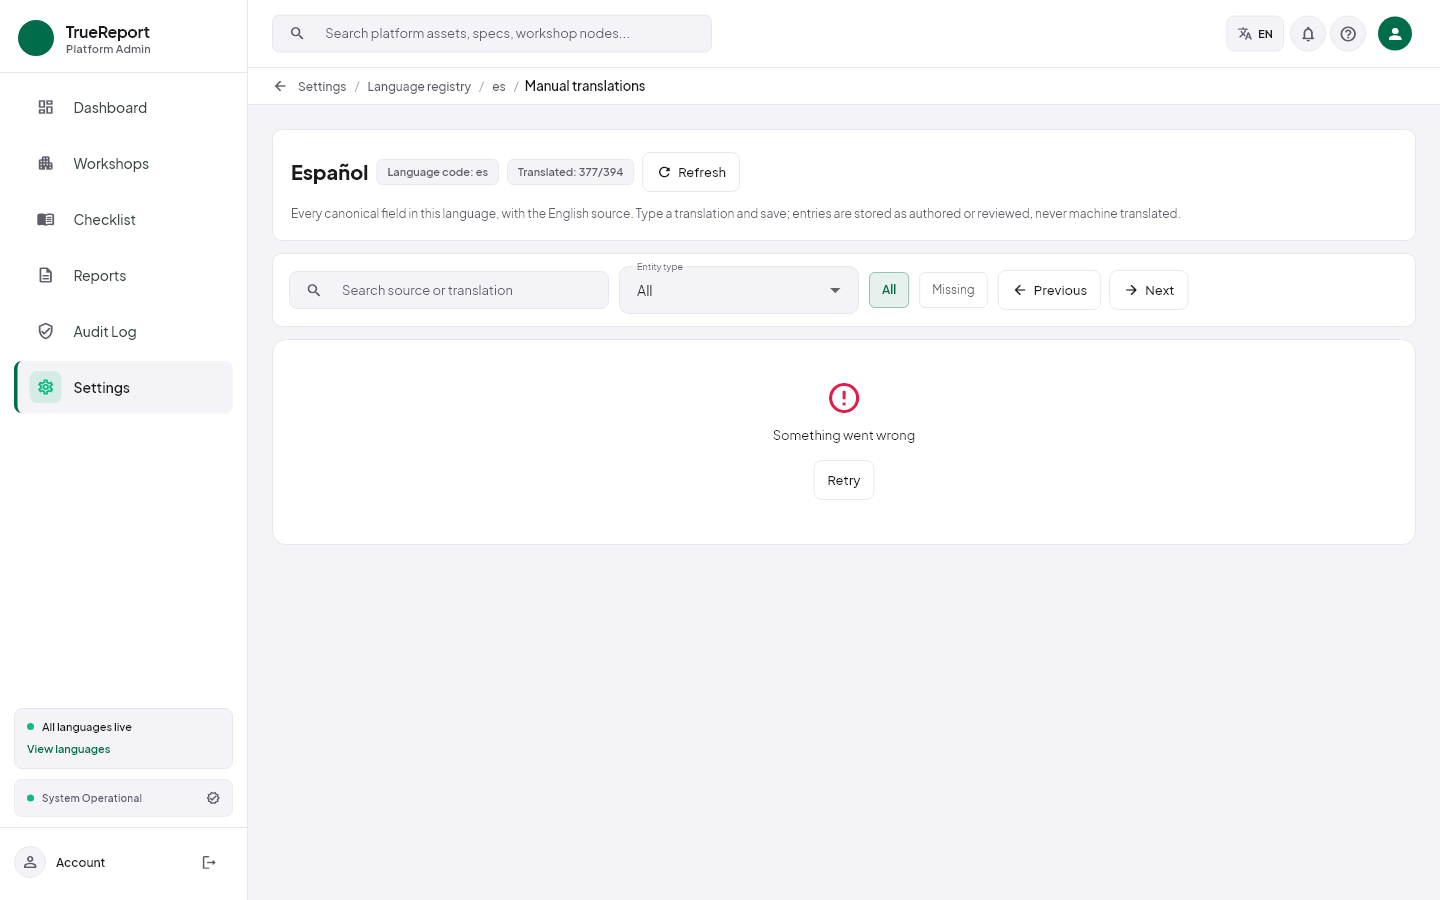 TrueReport
Platform Admin
Dashboard
Workshops
Checklist
Reports
Audit Log
Settings
All languages live
View languages
System Operational
Account
Search platform assets, specs, workshop nodes...
EN
Settings / Language registry / es / Manual translations
Español
Language code: es
Translated: 377/394
Refresh
Every canonical field in this language, with the English source. Type a translation and save; entries are stored as authored or reviewed, never machine translated.
Search source or translation
Entity type
All
All
Missing
Previous
Next
Something went wrong
Retry